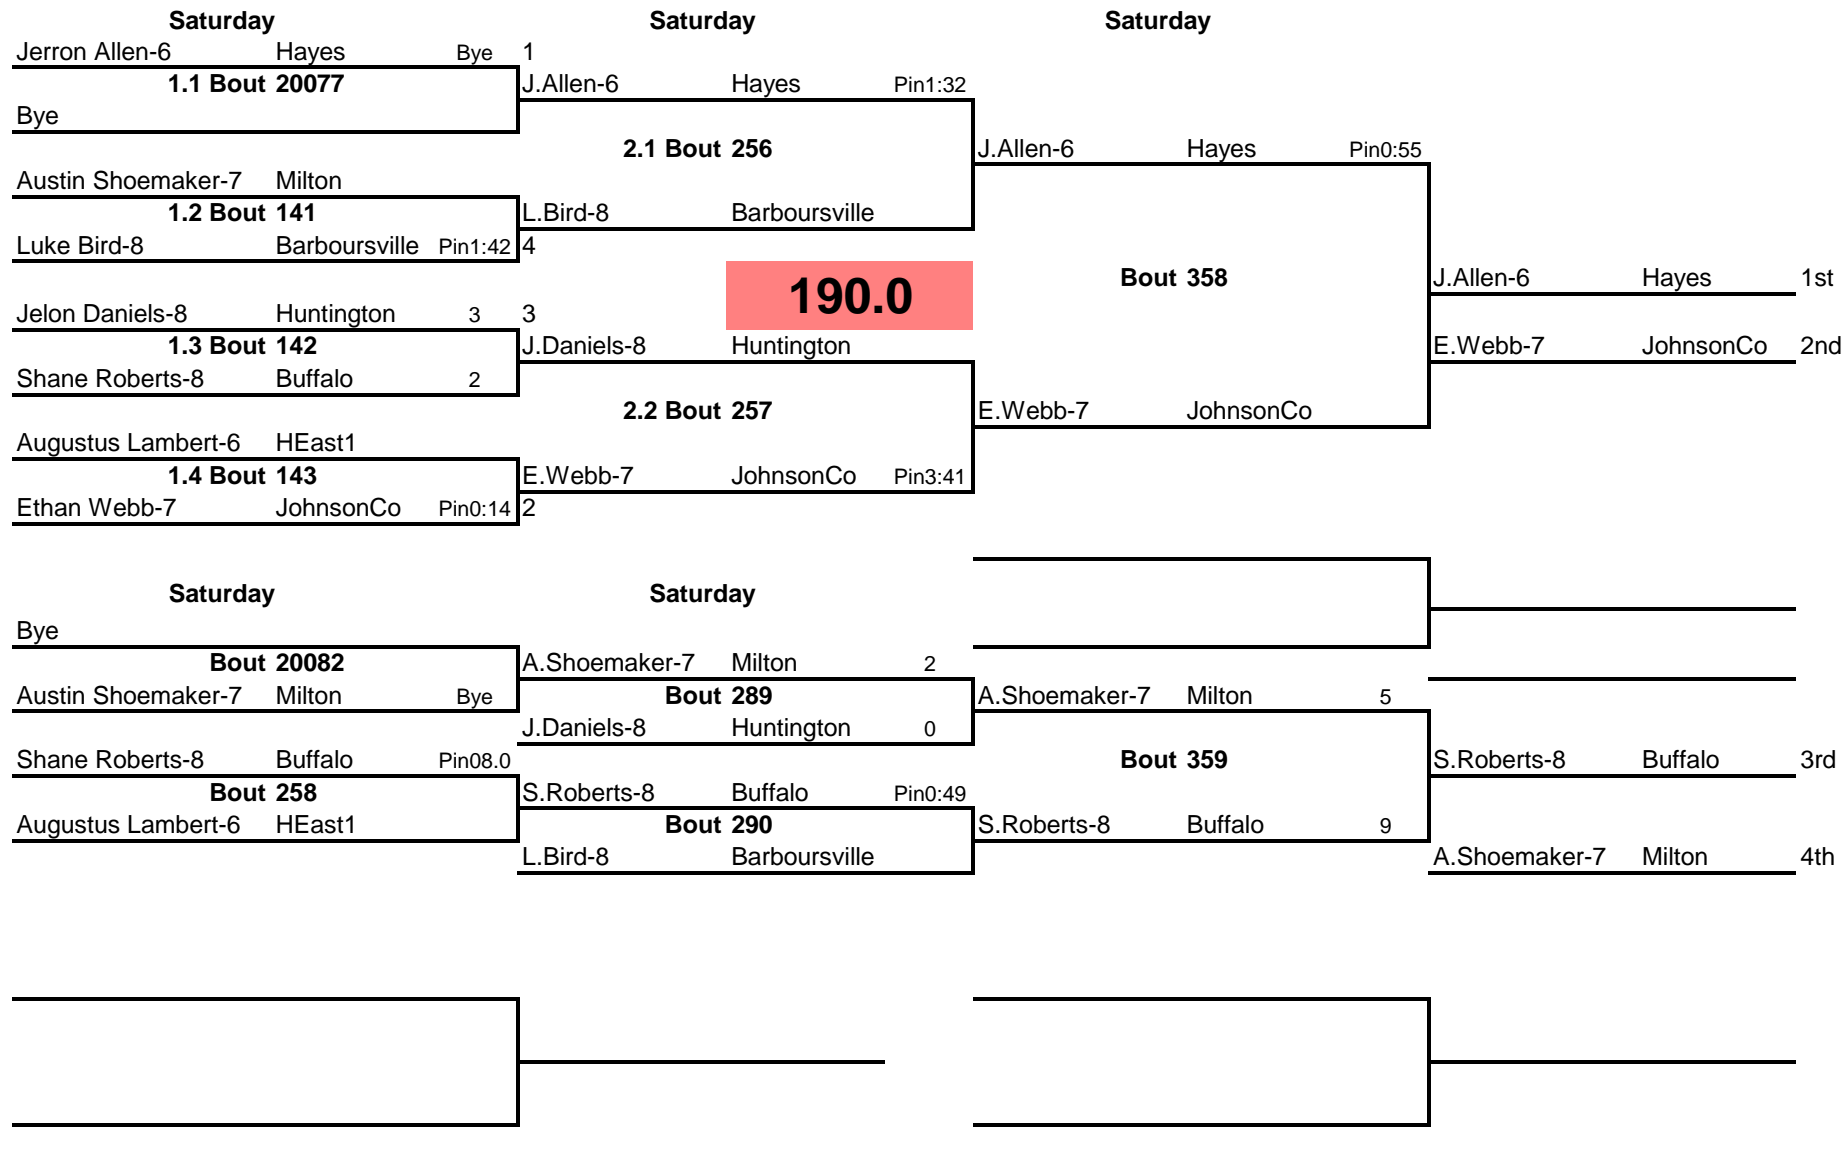 Saturday Saturday Saturday
Jerron Allen-6 Hayes Bye 1
1.1 Bout 20077 J.Allen-6 Hayes Pin1:32
Bye
2.1 Bout 256 J.Allen-6 Hayes Pin0:55
Austin Shoemaker-7 Milton
1.2 Bout 141 L.Bird-8 Barboursville
Luke Bird-8 Barboursville Pin1:42 4
190.0 Bout 358 J.Allen-6 Hayes 1st
Jelon Daniels-8 Huntington 3 3
1.3 Bout 142 J.Daniels-8 Huntington E.Webb-7 JohnsonCo 2nd
Shane Roberts-8 Buffalo 2
2.2 Bout 257 E.Webb-7 JohnsonCo
Augustus Lambert-6 HEast1
1.4 Bout 143 E.Webb-7 JohnsonCo Pin3:41
Ethan Webb-7 JohnsonCo Pin0:14 2
Saturday Saturday
Bye
Bout 20082 A.Shoemaker-7 Milton 2
Austin Shoemaker-7 Milton Bye Bout 289 A.Shoemaker-7 Milton 5
J.Daniels-8 Huntington 0
Shane Roberts-8 Buffalo Pin08.0 Bout 359 S.Roberts-8 Buffalo 3rd
Bout 258 S.Roberts-8 Buffalo Pin0:49
Augustus Lambert-6 HEast1 Bout 290 S.Roberts-8 Buffalo 9
L.Bird-8 Barboursville A.Shoemaker-7 Milton 4th